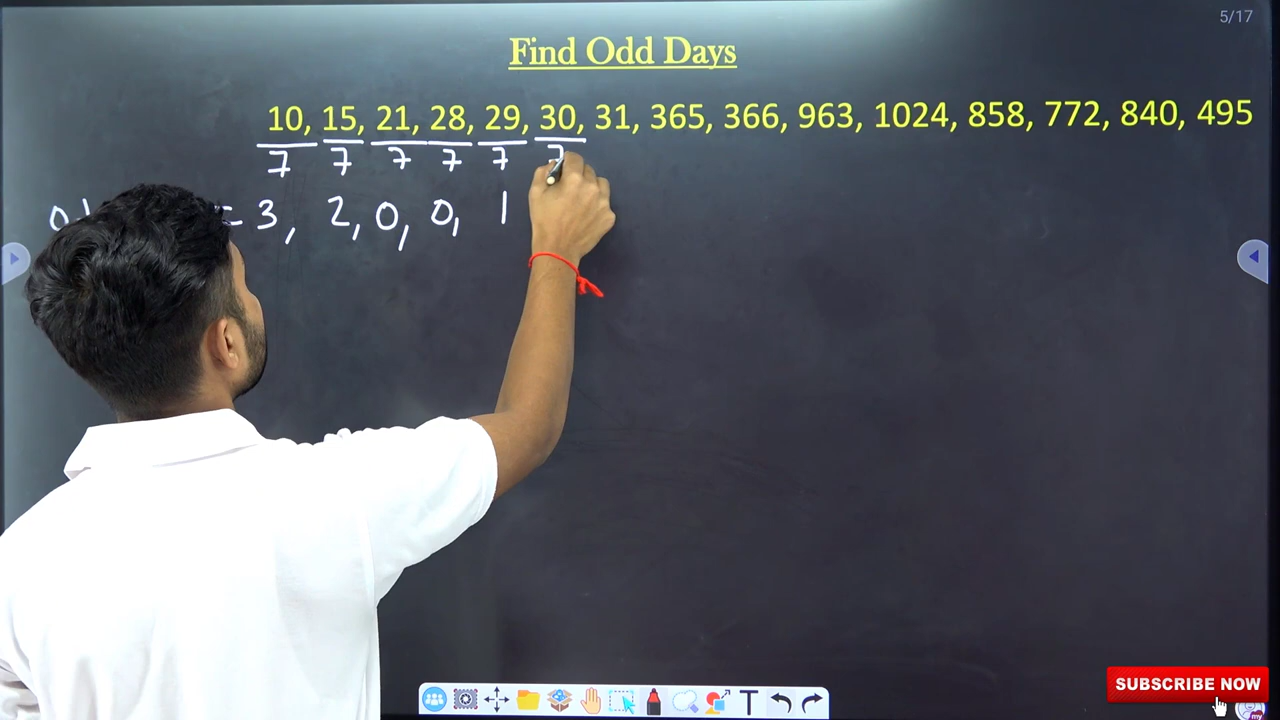 5/17
Find Odd Days
10, 15, 21, 28, 29, 30, 31, 365, 366, 963, 1024, 858, 772, 840, 495
7 7 7 7 7 7
= 3, 2, 0, 0, 1
T
SUBSCRIBE NOW